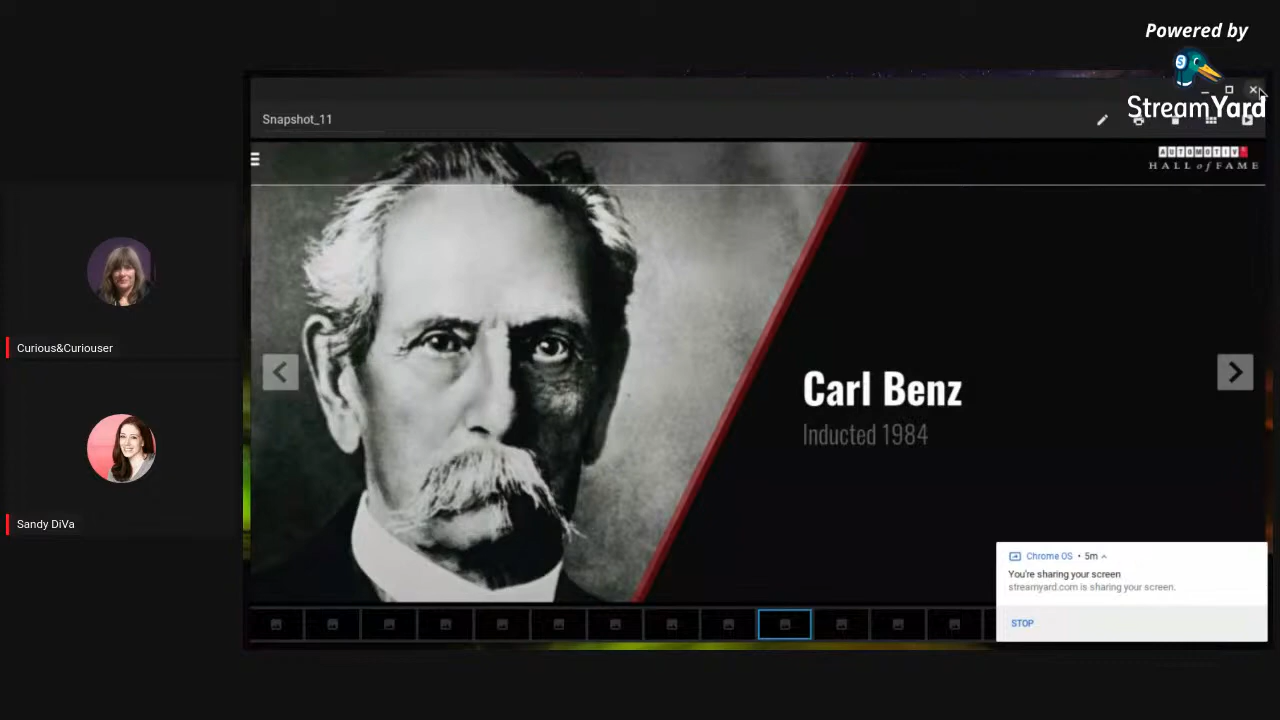 Powered by
StreamYard
Snapshot_11
AUTOMOTIVE
HALL of FAME
Curious&Curiouser
Carl Benz
Inducted 1984
Sandy DiVa
Chrome OS • 5m
You're sharing your screen
streamyard.com is sharing your screen.
STOP